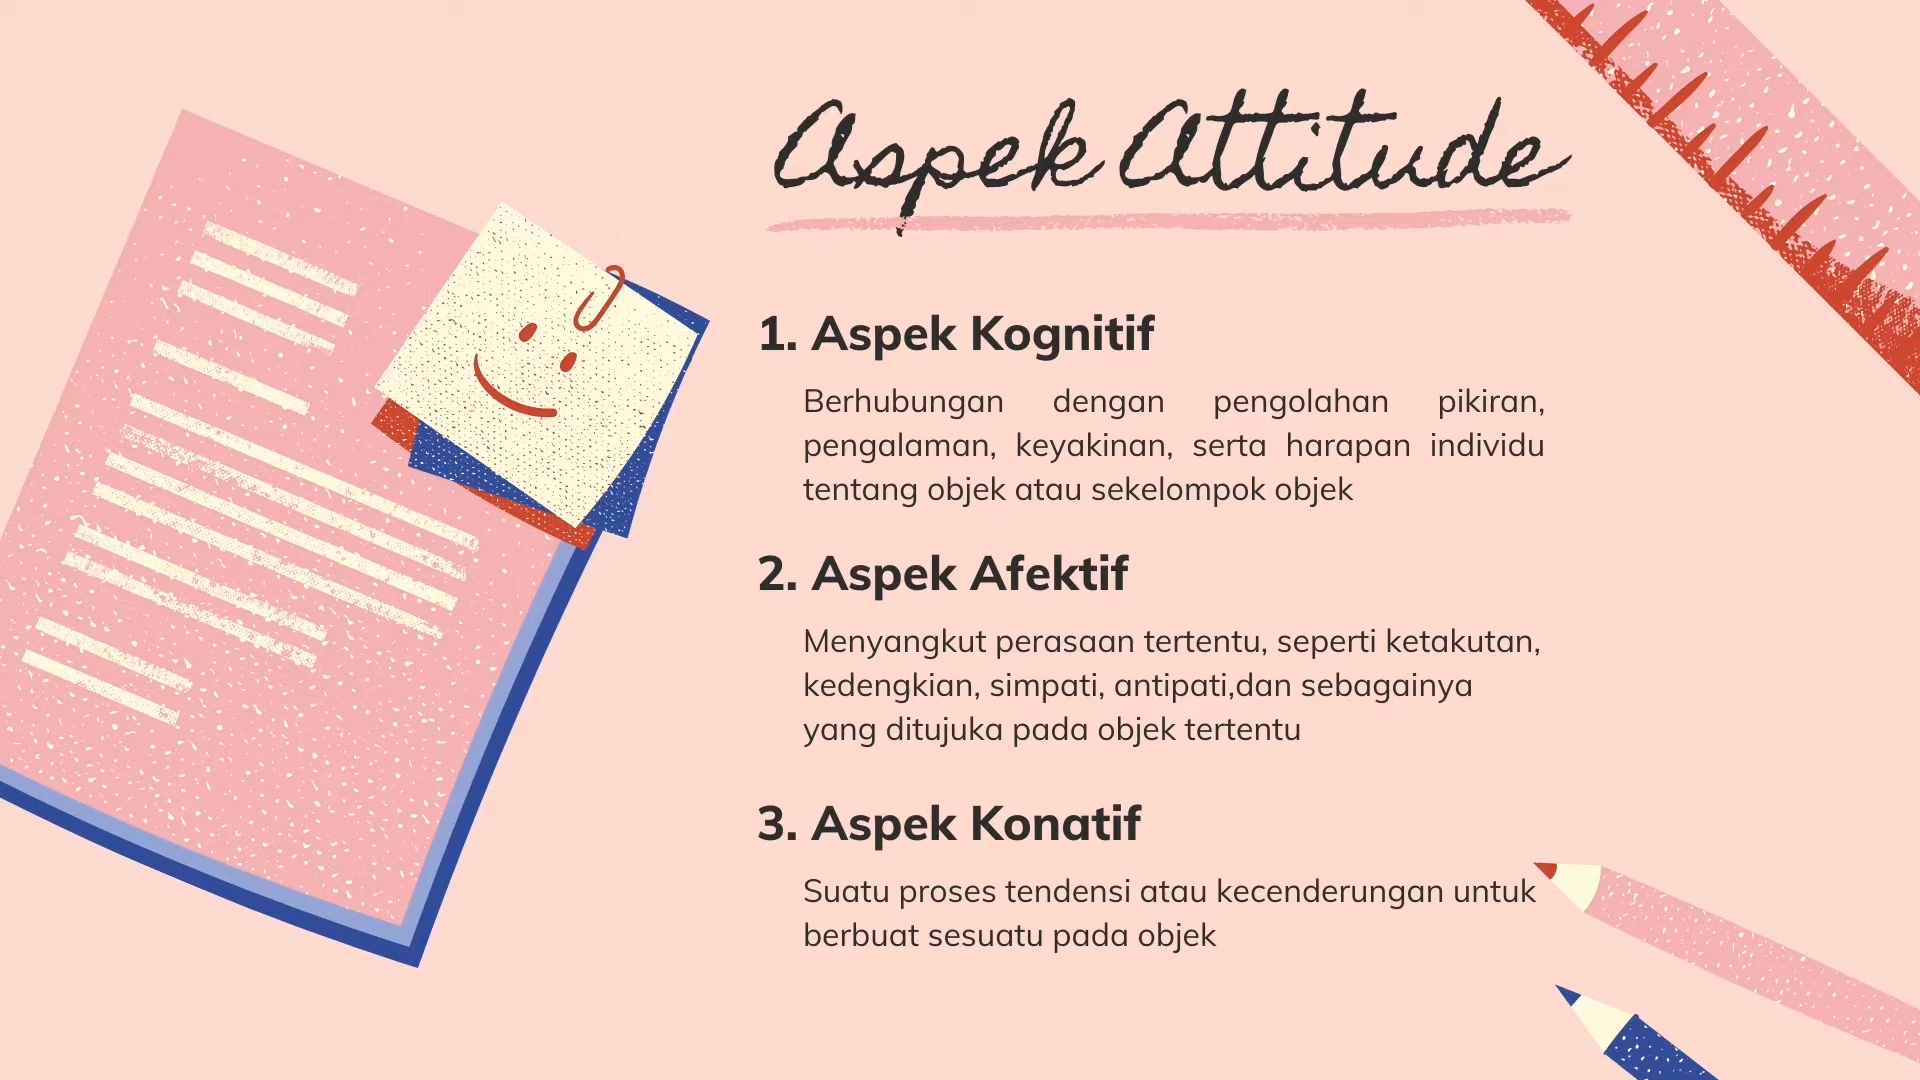 Aspek Attitude
1. Aspek Kognitif
Berhubungan dengan pengolahan pikiran,
pengalaman, keyakinan, serta harapan individu
tentang objek atau sekelompok objek
2. Aspek Afektif
Menyangkut perasaan tertentu, seperti ketakutan,
kedengkian, simpati, antipati,dan sebagainya
yang ditujuka pada objek tertentu
3. Aspek Konatif
Suatu proses tendensi atau kecenderungan untuk
berbuat sesuatu pada objek